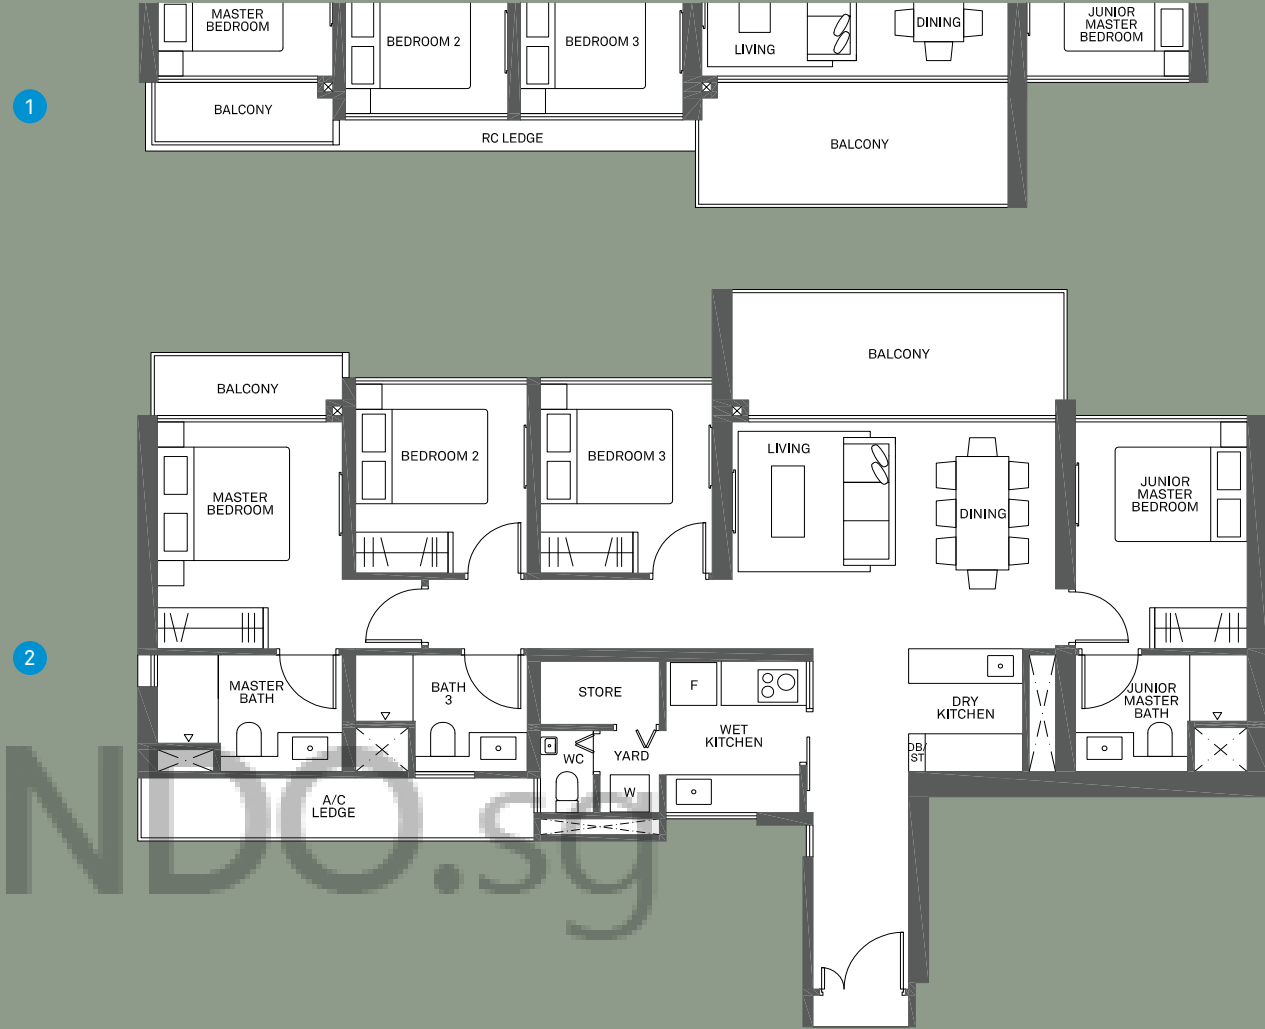 MASTER
BEDROOM
BEDROOM 2
BEDROOM 3
LIVING
DINING
JUNIOR
MASTER
BEDROOM
1
BALCONY
RC LEDGE
BALCONY
BALCONY
BALCONY
MASTER
BEDROOM
BEDROOM 2
BEDROOM 3
LIVING
DINING
JUNIOR
MASTER
BEDROOM
2
MASTER
BATH
BATH
3
STORE
F
WET
KITCHEN
DRY
KITCHEN
JUNIOR
MASTER
BATH
WC
YARD
DB/
ST
W
A/C
LEDGE
NDO.sg